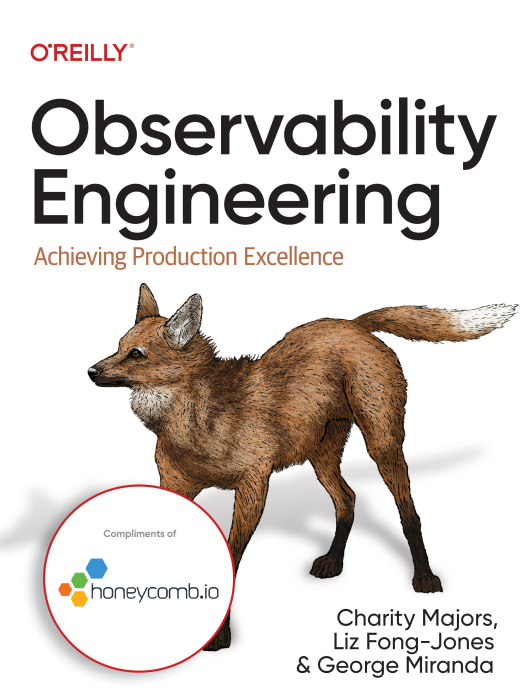 O'REILLY®
Observability
Engineering
Achieving Production Excellence
Compliments of
honeycomb.io
Charity Majors,
Liz Fong-Jones
& George Miranda